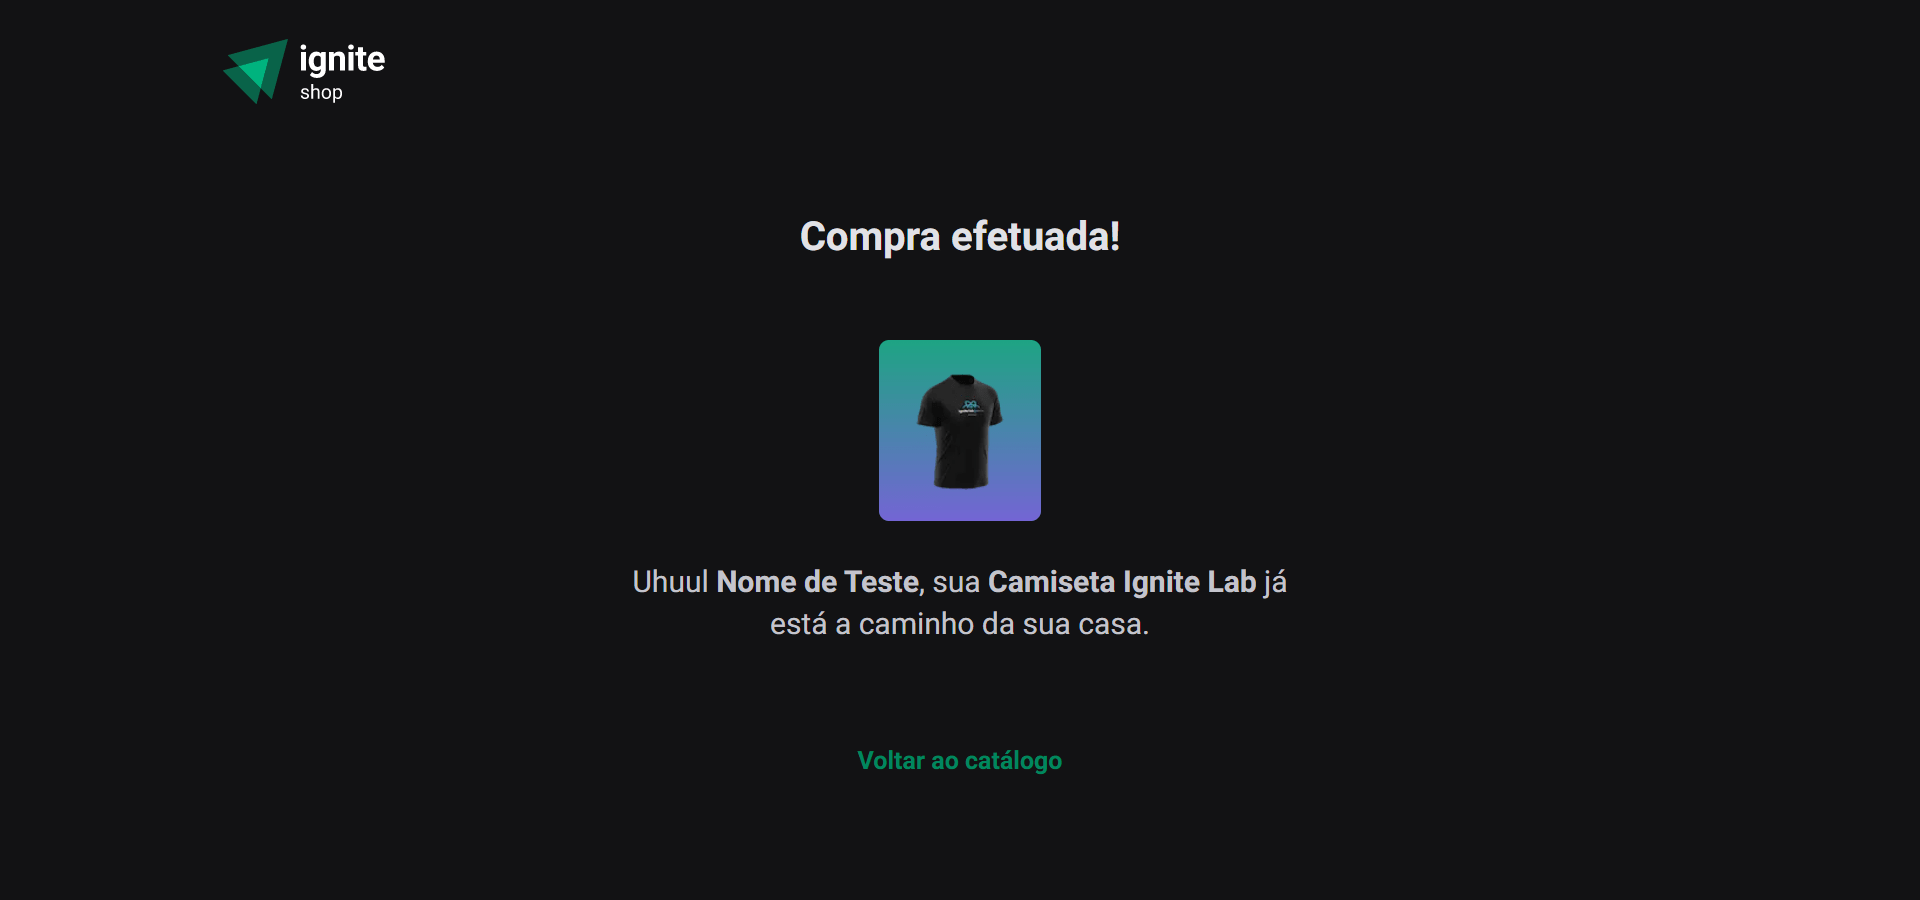 ignite
shop
Compra efetuada!
Uhuul Nome de Teste, sua Camiseta Ignite Lab já
está a caminho da sua casa.
Voltar ao catálogo